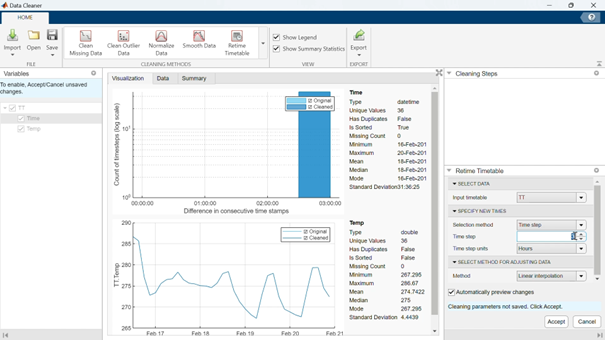 Data Cleaner
HOME
Import
Open
Save
Clean Missing Data
Clean Outlier Data
Normalize Data
Smooth Data
Retime Timetable
Show Legend
Show Summary Statistics
Export
FILE
CLEANING METHODS
VIEW
EXPORT
Variables
To enable, Accept/Cancel unsaved
changes.
TT
Time
Temp
Visualization Data Summary
Count of timesteps (log scale)
10¹
10⁰
00:00:00 01:00:00 02:00:00 03:00:00
Difference in consecutive time stamps
Original
Cleaned
Time
Type datetime
Unique Values 36
Has Duplicates False
Is Sorted True
Missing Count 0
Minimum 16-Feb-201
Maximum 20-Feb-201
Mean 18-Feb-201
Median 18-Feb-201
Mode 16-Feb-201
Standard Deviation 31:36:25
TT.Temp
290
285
280
275
270
265
Feb 17 Feb 18 Feb 19 Feb 20 Feb 21
Original
Cleaned
Temp
Type double
Unique Values 36
Has Duplicates False
Is Sorted False
Missing Count 0
Minimum 267.295
Maximum 286.67
Mean 274.7422
Median 275
Mode 267.295
Standard Deviation 4.4439
Cleaning Steps
Retime Timetable
SELECT DATA
Input timetable TT
SPECIFY NEW TIMES
Selection method Time step
Time step
Time step units Hours
SELECT METHOD FOR ADJUSTING DATA
Method Linear interpolation
Automatically preview changes
Cleaning parameters not saved. Click Accept.
Accept Cancel